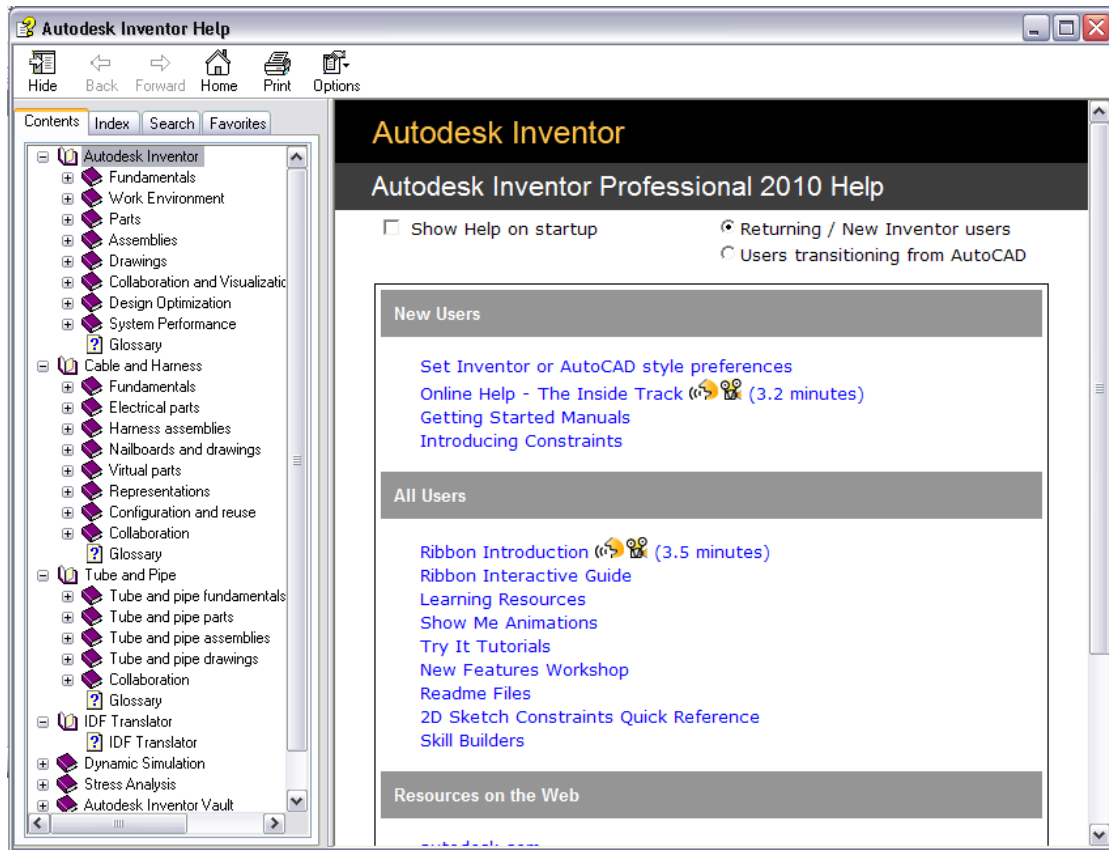 Autodesk Inventor Help
Hide Back Forward Home Print Options
Contents Index Search Favorites
Autodesk Inventor
Fundamentals
Work Environment
Parts
Assemblies
Drawings
Collaboration and Visualizatic
Design Optimization
System Performance
Glossary
Cable and Harness
Fundamentals
Electrical parts
Harness assemblies
Nailboards and drawings
Virtual parts
Representations
Configuration and reuse
Collaboration
Glossary
Tube and Pipe
Tube and pipe fundamentals
Tube and pipe parts
Tube and pipe assemblies
Tube and pipe drawings
Collaboration
Glossary
IDF Translator
IDF Translator
Dynamic Simulation
Stress Analysis
Autodesk Inventor Vault
Autodesk Inventor
Autodesk Inventor Professional 2010 Help
Show Help on startup
Returning / New Inventor users
Users transitioning from AutoCAD
New Users
Set Inventor or AutoCAD style preferences
Online Help - The Inside Track (3.2 minutes)
Getting Started Manuals
Introducing Constraints
All Users
Ribbon Introduction (3.5 minutes)
Ribbon Interactive Guide
Learning Resources
Show Me Animations
Try It Tutorials
New Features Workshop
Readme Files
2D Sketch Constraints Quick Reference
Skill Builders
Resources on the Web
autodesk.com